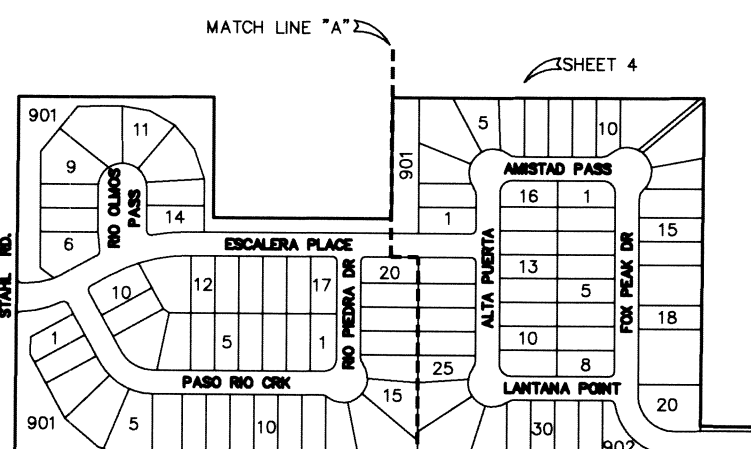 MATCH LINE "A"
SHEET 4
901
11
5
10
9
901
AMISTAD PASS
RIO OLMOS
PASS
16
1
14
1
15
6
ESCALERA PLACE
STAHL RD.
ALTA PUERTA
FOX PEAK DR
13
20
10
12
17
RIO PIEDRA DR
5
18
1
5
1
10
8
25
PASO RIO CRK
LANTANA POINT
15
20
901
5
10
30
902